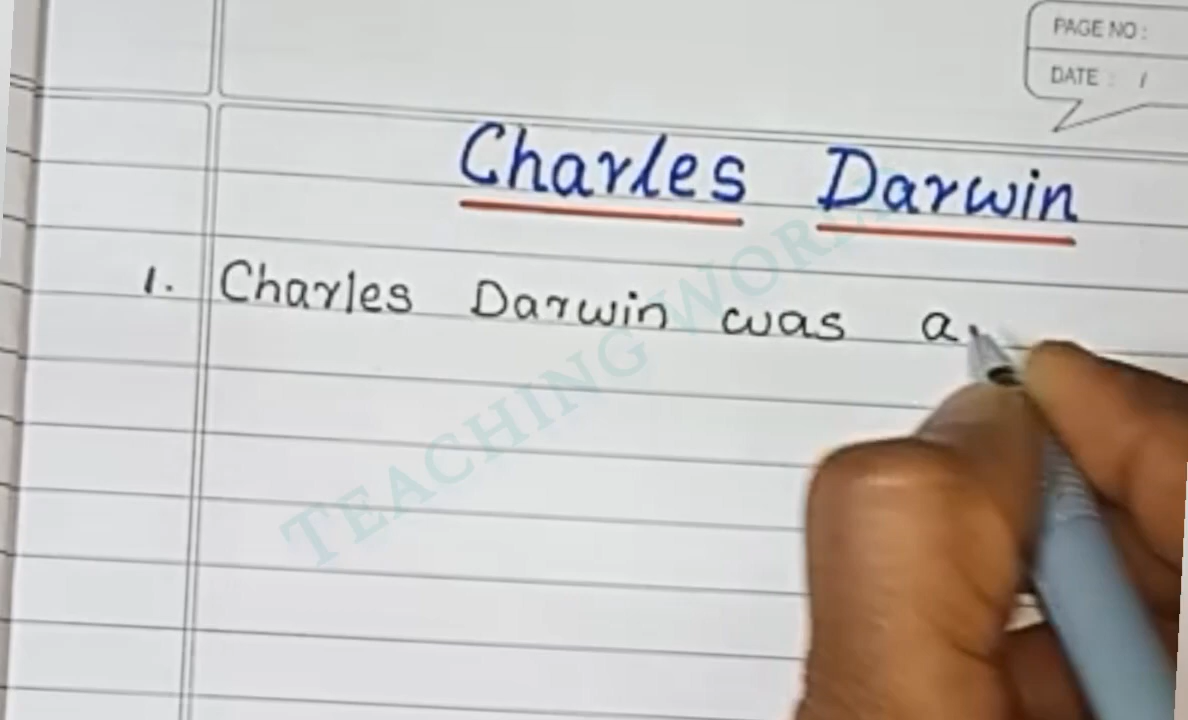 PAGE NO :
DATE : /
Charles Darwin
1. Charles Darwin was a
TEACHING WORLD